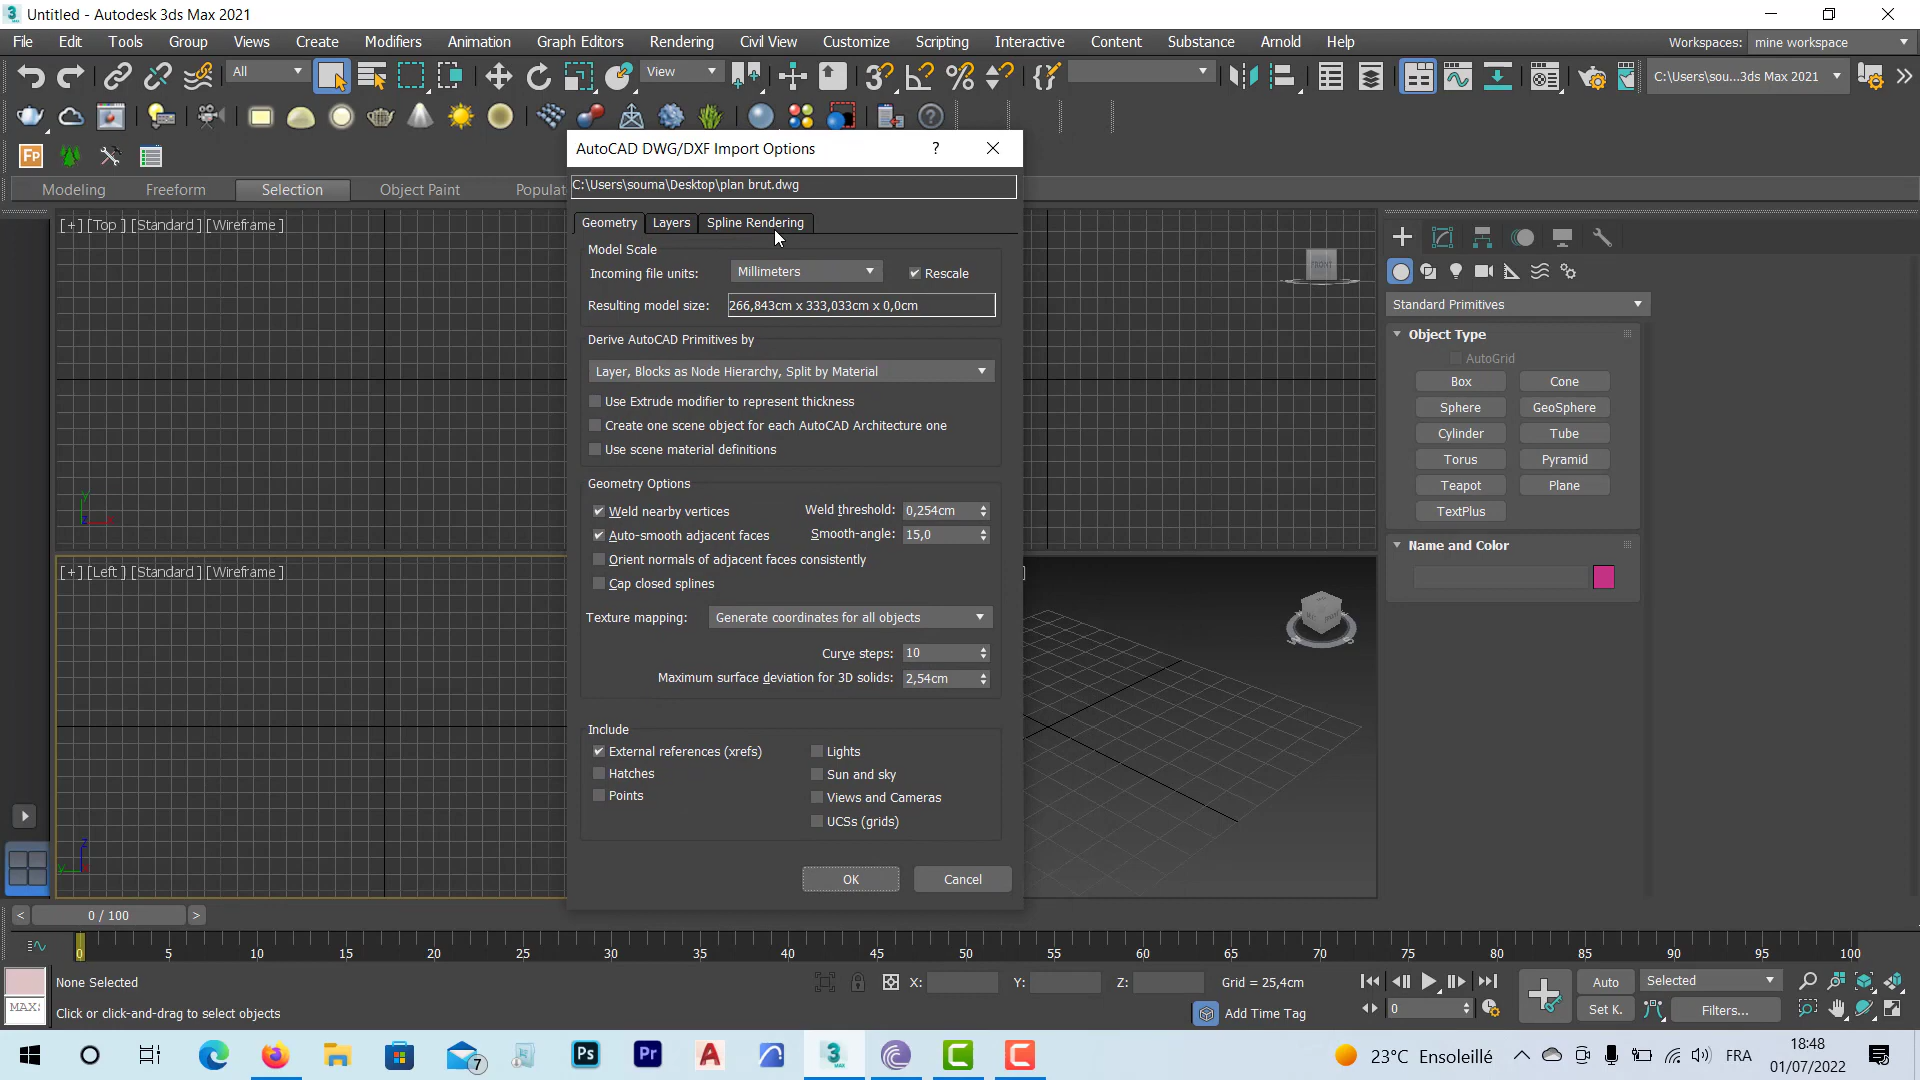 Untitled - Autodesk 3ds Max 2021
File Edit Tools Group Views Create Modifiers Animation Graph Editors Rendering Civil View Customize Scripting Interactive Content Substance Arnold Help Workspaces: mine workspace
All View C:\Users\sou...3ds Max 2021
Fp
Modeling Freeform Selection Object Paint Populat
AutoCAD DWG/DXF Import Options ?
C:\Users\souma\Desktop\plan brut.dwg
Geometry Layers Spline Rendering
Model Scale
Incoming file units: Millimeters Rescale
Resulting model size: 266,843cm x 333,033cm x 0,0cm
Derive AutoCAD Primitives by
Layer, Blocks as Node Hierarchy, Split by Material
Use Extrude modifier to represent thickness
Create one scene object for each AutoCAD Architecture one
Use scene material definitions
Geometry Options
Weld nearby vertices Weld threshold: 0,254cm
Auto-smooth adjacent faces Smooth-angle: 15,0
Orient normals of adjacent faces consistently
Cap closed splines
Texture mapping: Generate coordinates for all objects
Curve steps: 10
Maximum surface deviation for 3D solids: 2,54cm
Include
External references (xrefs) Lights
Hatches Sun and sky
Points Views and Cameras
UCSs (grids)
OK Cancel
[+] [Top ] [Standard ] [Wireframe ]
FRONT
[+] [Left ] [Standard ] [Wireframe ]
Standard Primitives
Object Type
AutoGrid
Box Cone
Sphere GeoSphere
Cylinder Tube
Torus Pyramid
Teapot Plane
TextPlus
Name and Color
< 0 / 100 >
0 5 10 15 20 25 30 35 40 45 50 55 60 65 70 75 80 85 90 95 100
None Selected X: Y: Z: Grid = 25,4cm Auto Selected
MAX: Click or click-and-drag to select objects Add Time Tag 0 Set K. Filters...
7 Ps Pr 3 MAX 23°C Ensoleillé FRA 18:48
01/07/2022